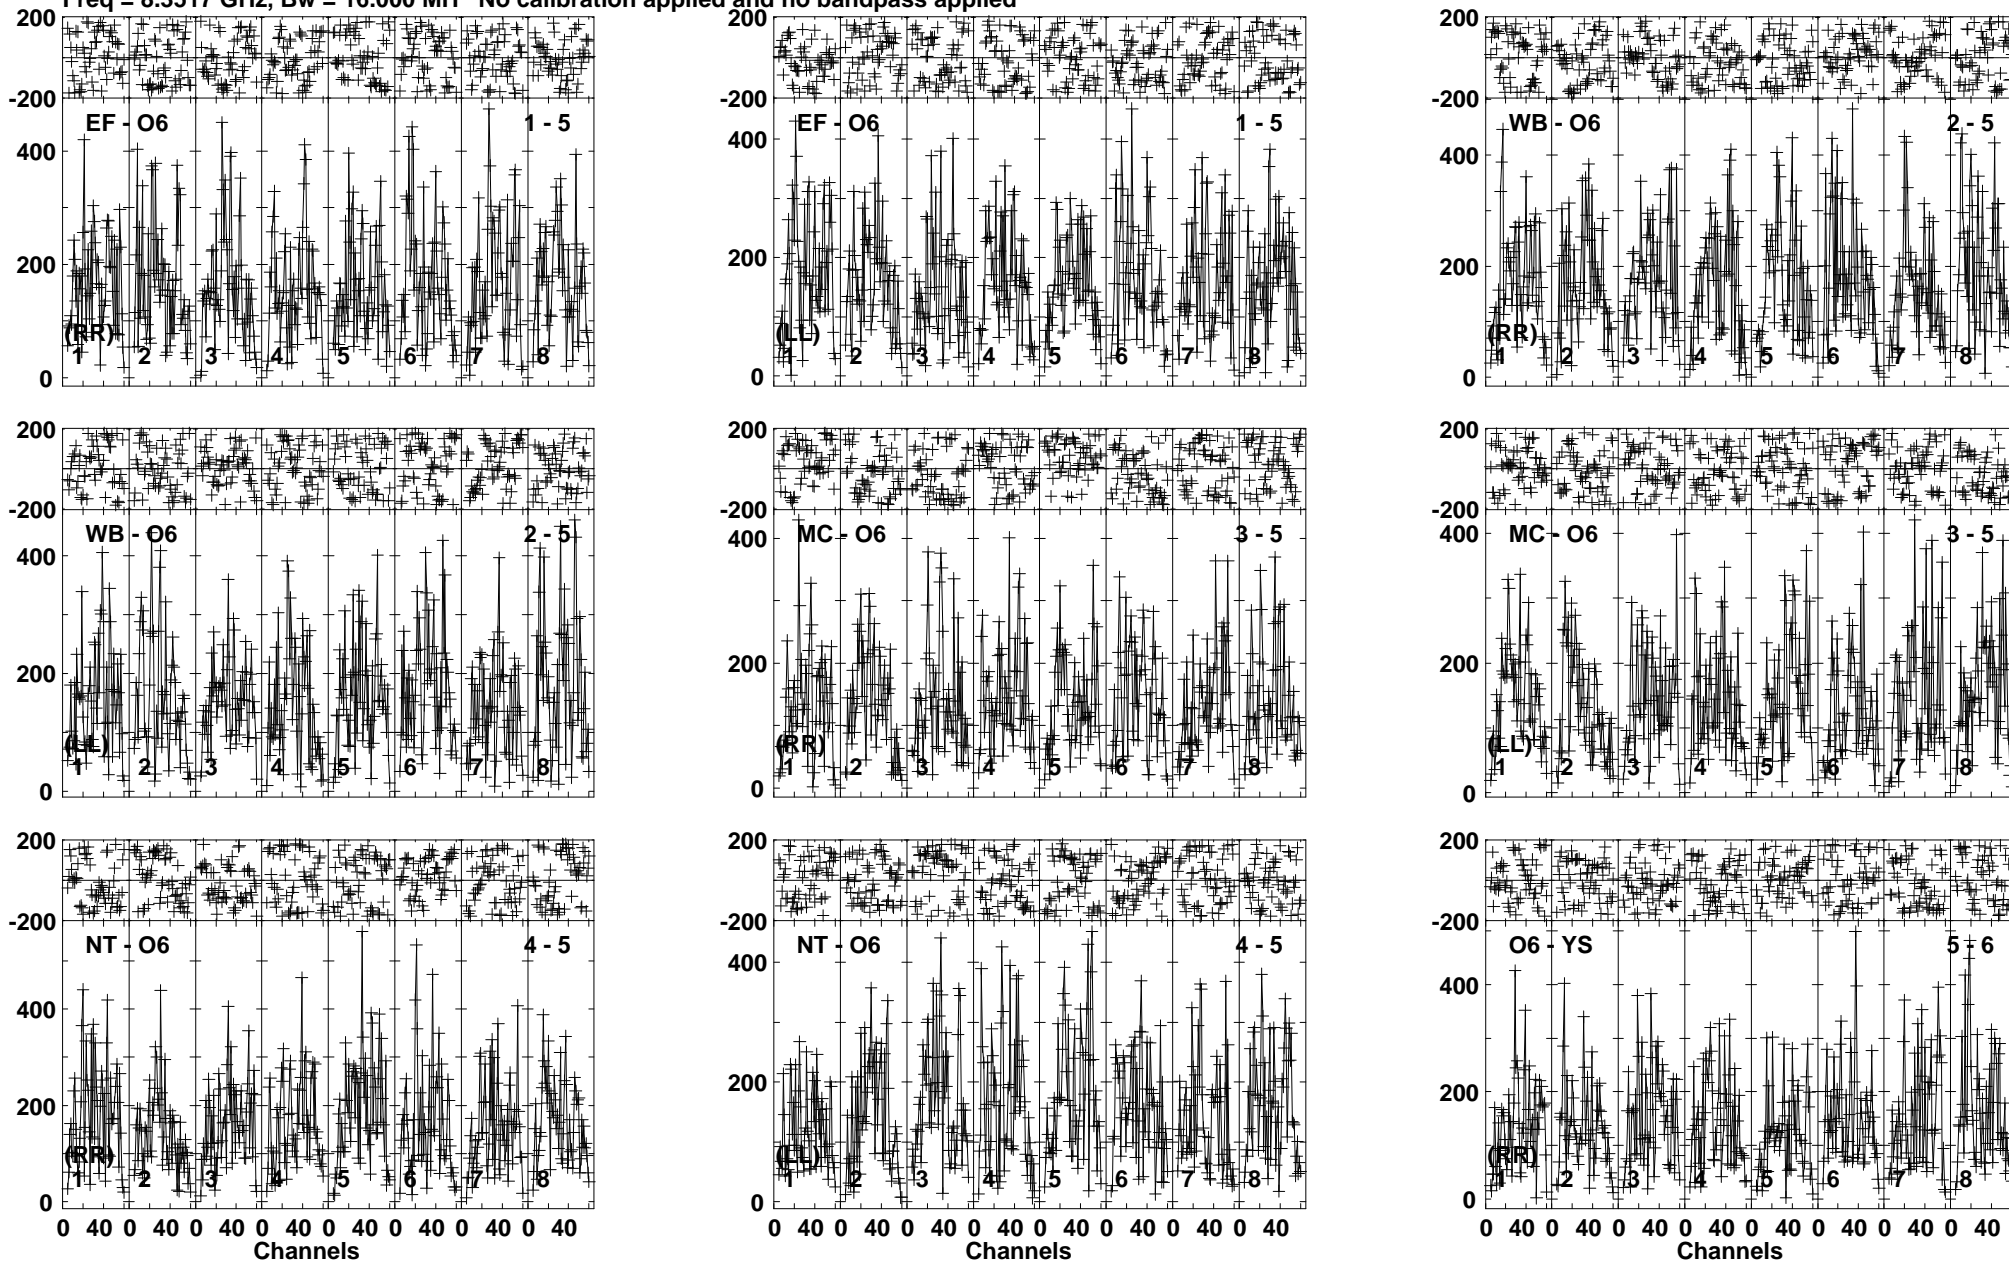 Freq = 8.3517 GHz, Bw = 16.000 MH No calibration applied and no bandpass applied
200 200 200
-200 -200 -200
EF - O6 1 - 5 EF - O6 1 - 5 WB - O6 2 - 5
400 400 400
200 200 200
(RR) (LL) (RR)
1 2 3 4 5 6 7 8 1 2 3 4 5 6 7 8 1 2 3 4 5 6 7 8
0 0 0
200 200 200
-200 -200 -200
WB - O6 2 - 5 MC - O6 3 - 5 MC - O6 3 - 5
400 400 400
200 200 200
(LL) (RR) (LL)
1 2 3 4 5 6 7 8 1 2 3 4 5 6 7 8 1 2 3 4 5 6 7 8
0 0 0
200 200 200
-200 -200 -200
NT - O6 4 - 5 NT - O6 4 - 5 O6 - YS 5 - 6
400 400 400
200 200 200
(RR) (LL) (RR)
1 2 3 4 5 6 7 8 1 2 3 4 5 6 7 8 1 2 3 4 5 6 7 8
0 0 0
0 40 0 40 0 40 0 40 0 40 0 40 0 40 0 40 0 40 0 40 0 40 0 40 0 40 0 40 0 40 0 40 0 40 0 40 0 40 0 40 0 40 0 40 0 40 0 40
Channels Channels Channels